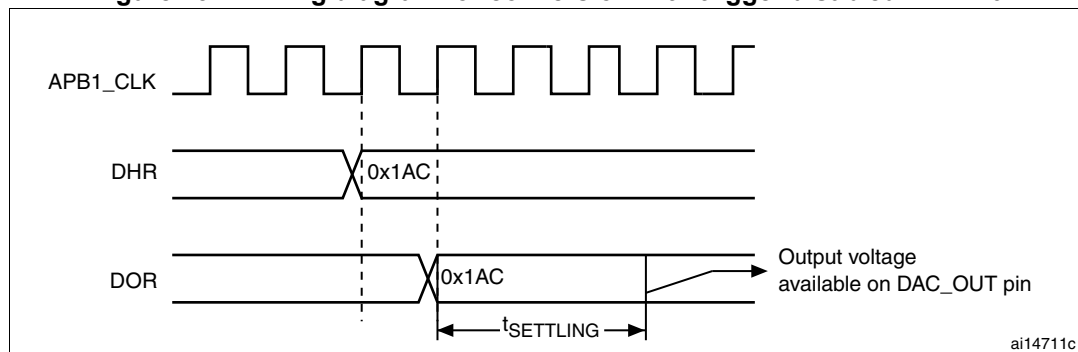 APB1_CLK
DHR
0x1AC
DOR
0x1AC
Output voltage
available on DAC_OUT pin
tSETTLING
ai14711c